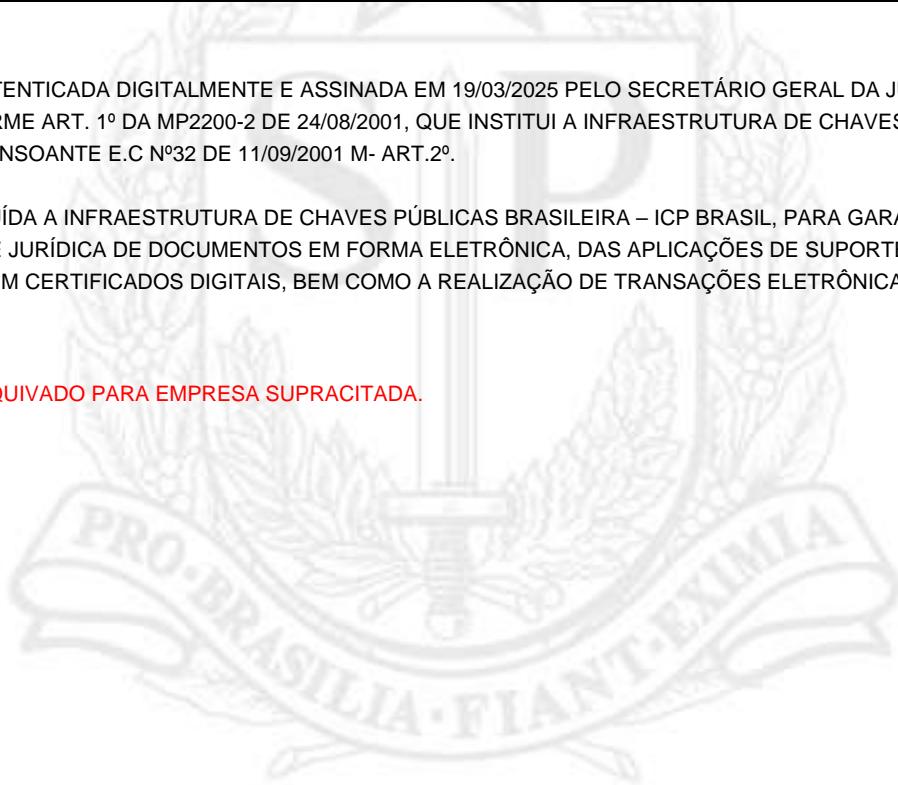 TENTICADA DIGITALMENTE E ASSINADA EM 19/03/2025 PELO SECRETÁRIO GERAL DA JU
RME ART. 1º DA MP2200-2 DE 24/08/2001, QUE INSTITUI A INFRAESTRUTURA DE CHAVES
NSOANTE E.C Nº32 DE 11/09/2001 M- ART.2º.
UÍDA A INFRAESTRUTURA DE CHAVES PÚBLICAS BRASILEIRA – ICP BRASIL, PARA GARA
E JURÍDICA DE DOCUMENTOS EM FORMA ELETRÔNICA, DAS APLICAÇÕES DE SUPORTE
M CERTIFICADOS DIGITAIS, BEM COMO A REALIZAÇÃO DE TRANSAÇÕES ELETRÔNICA
QUIVADO PARA EMPRESA SUPRACITADA.
SP
PRO·BRASILIA·FIANT·EXIMIA